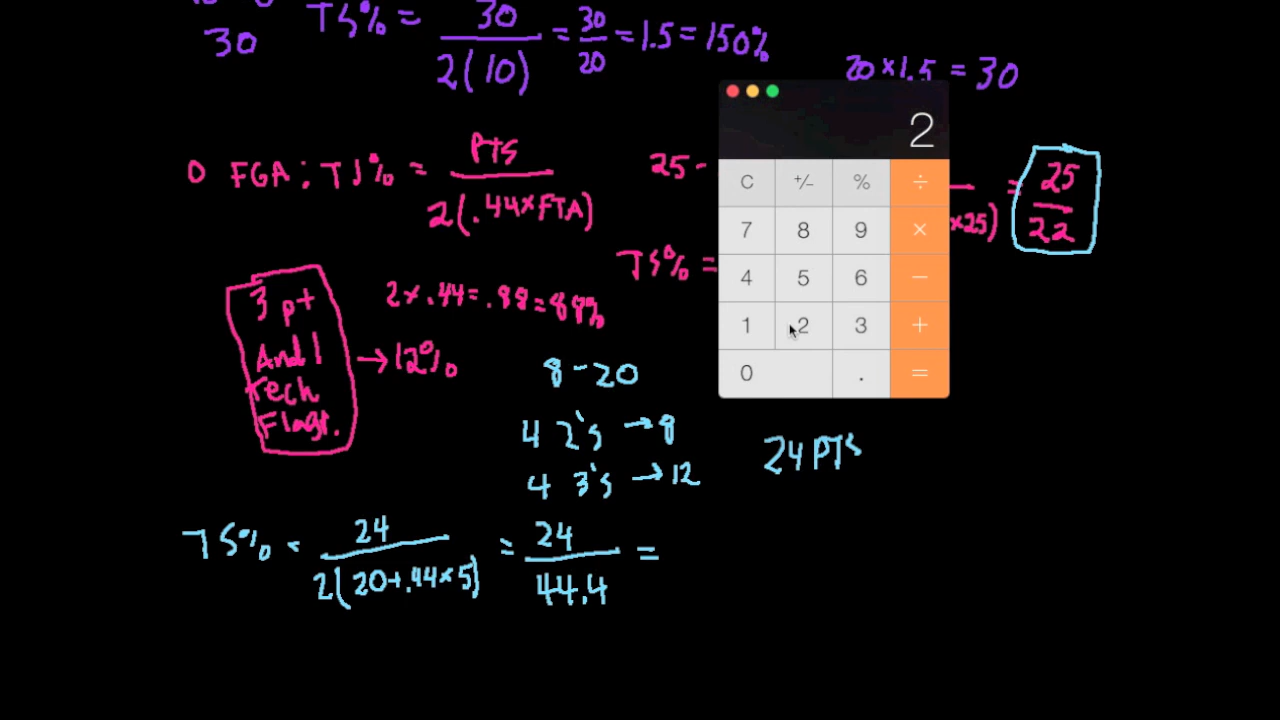 30 TS% = 30 / 2(10) = 30/20 = 1.5 = 150%
20 × 1.5 = 30
0 FGA: TS% = PTS / 2(.44×FTA)
25-
TS% =
×25) = 25/22
3 pt
And 1
Tech
Flagr.
→ 12%
2 × .44 = .88 = 88%
8-20
4 2's → 8
4 3's → 12
24 PTS
TS% = 24 / 2(20+.44×5) = 24 / 44.4 =
2
C +/- % ÷
7 8 9 ×
4 5 6 −
1 2 3 +
0 . =